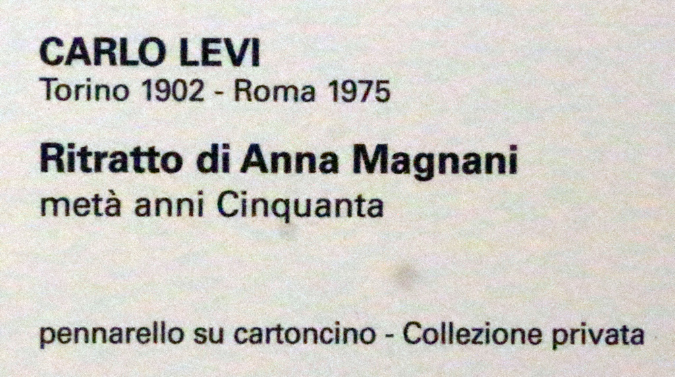 CARLO LEVI
Torino 1902 - Roma 1975
Ritratto di Anna Magnani
metà anni Cinquanta
pennarello su cartoncino - Collezione privata